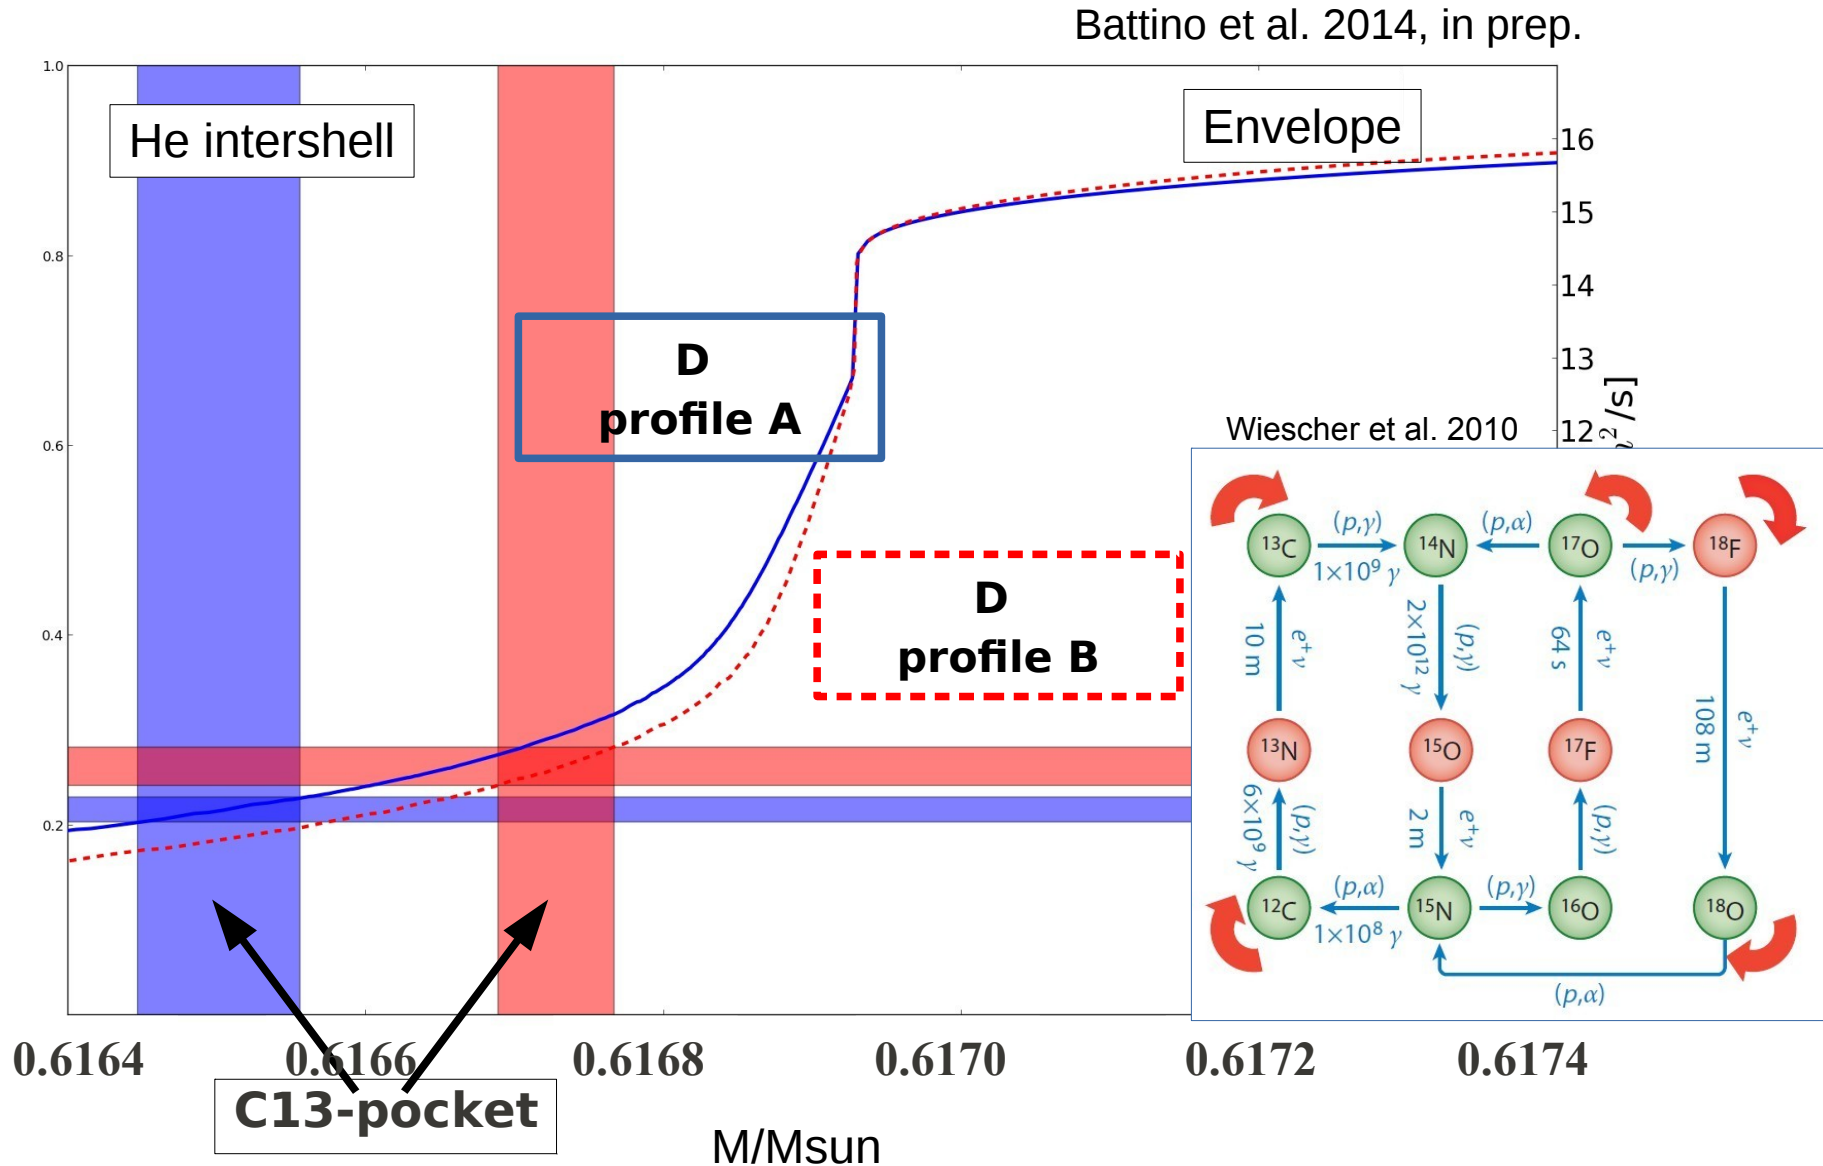 Battino et al. 2014, in prep.
1.0
0.8
0.6
0.4
0.2
He intershell
Envelope
16
15
14
13
12
²/s]
D
profile A
D
profile B
Wiescher et al. 2010
¹³C
(p,γ)
1×10⁹ y
¹⁴N
(p,α)
¹⁷O
(p,γ)
¹⁸F
10 m
e⁺ν
2×10¹² y
(p,γ)
64 s
e⁺ν
108 m
e⁺ν
¹³N
¹⁵O
¹⁷F
6×10⁹ y
(p,γ)
2 m
e⁺ν
(p,γ)
¹²C
(p,α)
1×10⁸ y
¹⁵N
(p,γ)
¹⁶O
¹⁸O
(p,α)
0.6164 0.6166 0.6168 0.6170 0.6172 0.6174
C13-pocket
M/Msun